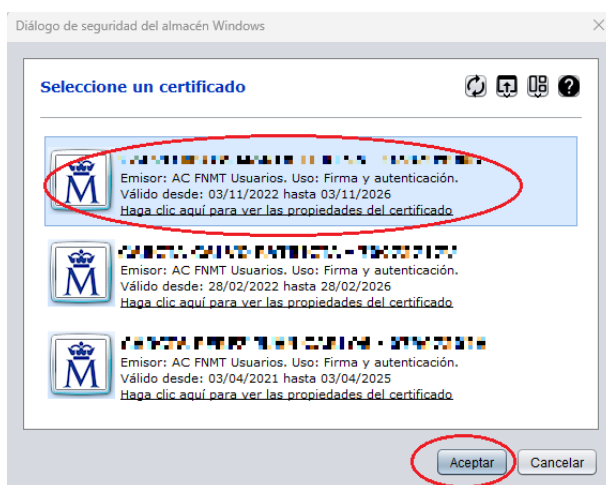 Diálogo de seguridad del almacén Windows
Seleccione un certificado
Emisor: AC FNMT Usuarios. Uso: Firma y autenticación.
Válido desde: 03/11/2022 hasta 03/11/2026
Haga clic aquí para ver las propiedades del certificado
Emisor: AC FNMT Usuarios. Uso: Firma y autenticación.
Válido desde: 28/02/2022 hasta 28/02/2026
Haga clic aquí para ver las propiedades del certificado
Emisor: AC FNMT Usuarios. Uso: Firma y autenticación.
Válido desde: 03/04/2021 hasta 03/04/2025
Haga clic aquí para ver las propiedades del certificado
Aceptar Cancelar